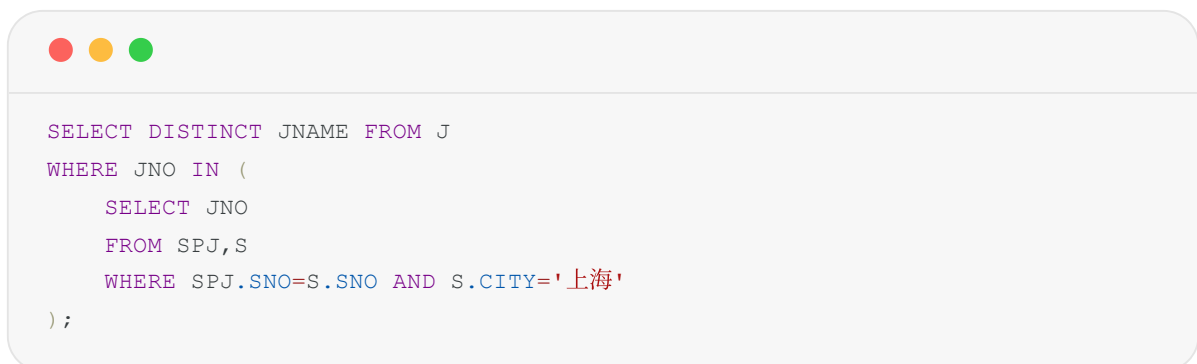 SELECT DISTINCT JNAME FROM J
WHERE JNO IN (
    SELECT JNO
    FROM SPJ,S
    WHERE SPJ.SNO=S.SNO AND S.CITY='上海'
);